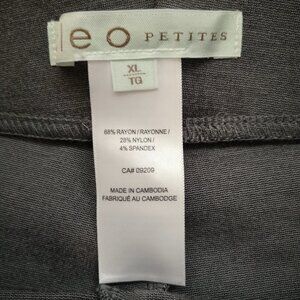 eo PETITES
XL
TG
68% RAYON / RAYONNE /
28% NYLON /
4% SPANDEX
CA# 09209
MADE IN CAMBODIA
FABRIQUÉ AU CAMBODGE